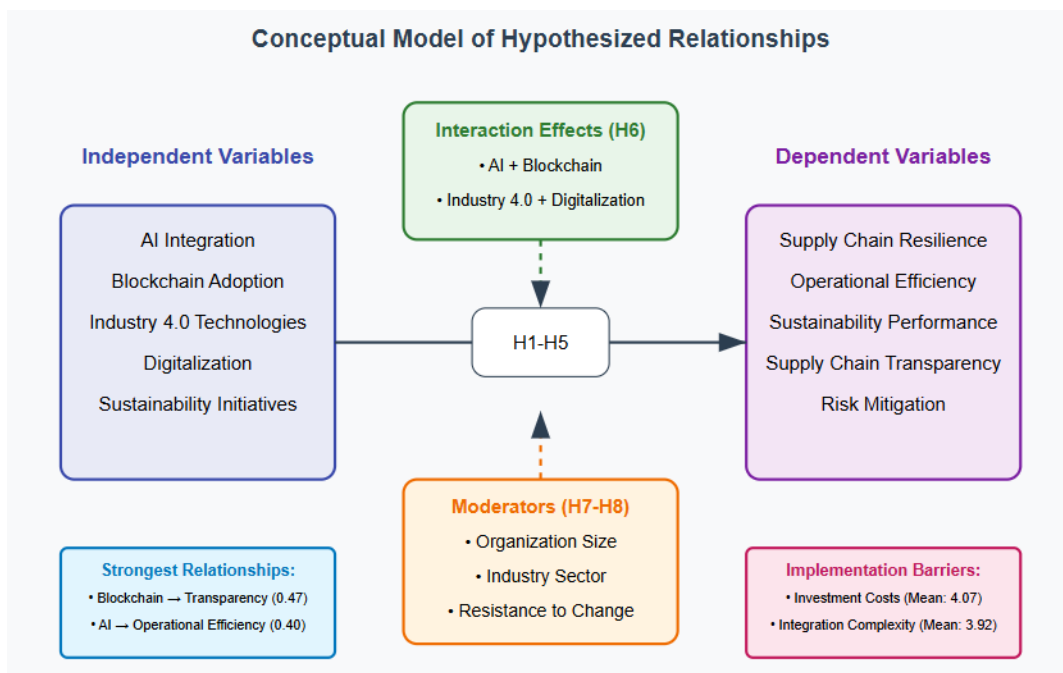 Conceptual Model of Hypothesized Relationships
Independent Variables
AI Integration
Blockchain Adoption
Industry 4.0 Technologies
Digitalization
Sustainability Initiatives
Interaction Effects (H6)
• AI + Blockchain
• Industry 4.0 + Digitalization
H1-H5
Moderators (H7-H8)
• Organization Size
• Industry Sector
• Resistance to Change
Dependent Variables
Supply Chain Resilience
Operational Efficiency
Sustainability Performance
Supply Chain Transparency
Risk Mitigation
Strongest Relationships:
• Blockchain → Transparency (0.47)
• AI → Operational Efficiency (0.40)
Implementation Barriers:
• Investment Costs (Mean: 4.07)
• Integration Complexity (Mean: 3.92)